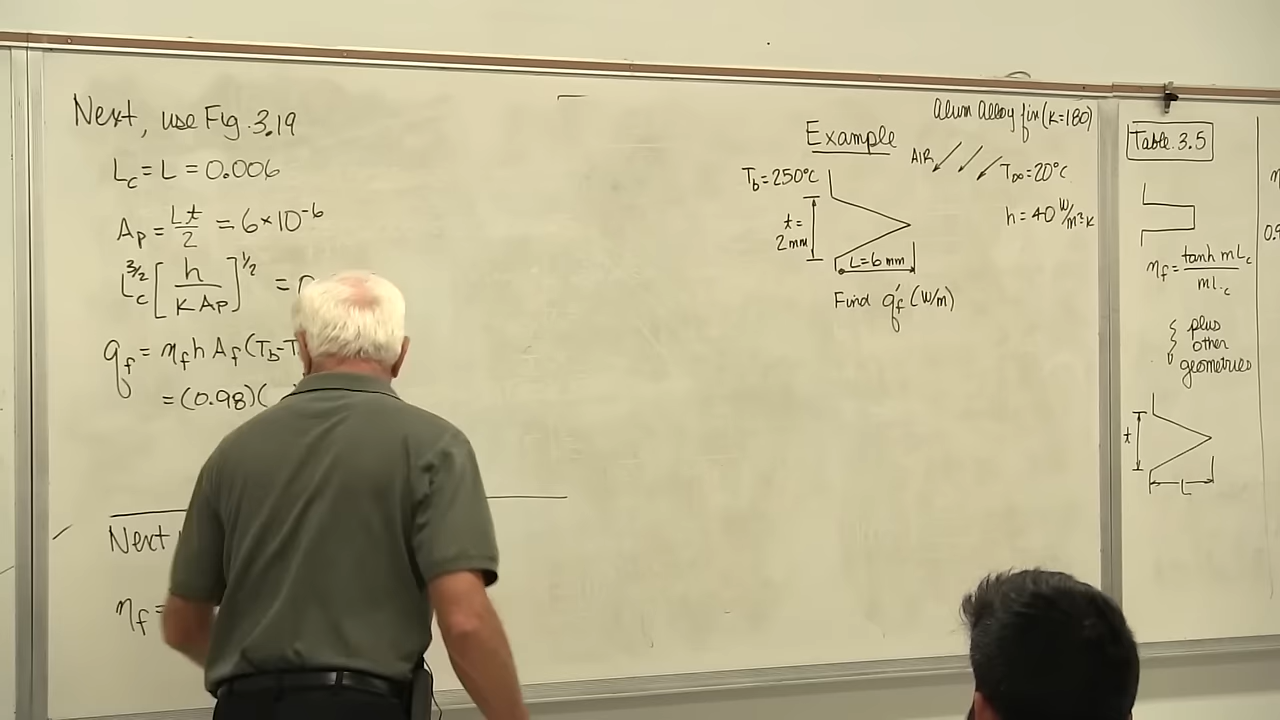 Next, use Fig. 3.19
Lc = L = 0.006
Ap = Lt/2 = 6×10^-6
Lc^3/2 [h/KAp]^1/2 =
qf = ηf h Af (Tb-T
= (0.98)(
Next
ηf =
Example
Alum Alloy fin (K=180)
AIR
T∞=20°C
h=40 W/m²·K
Tb=250°C
t=
2mm
L=6 mm
Find q'f (W/m)
Table 3.5
ηf = tanh mLc / mLc
plus
other
geometries
t
L